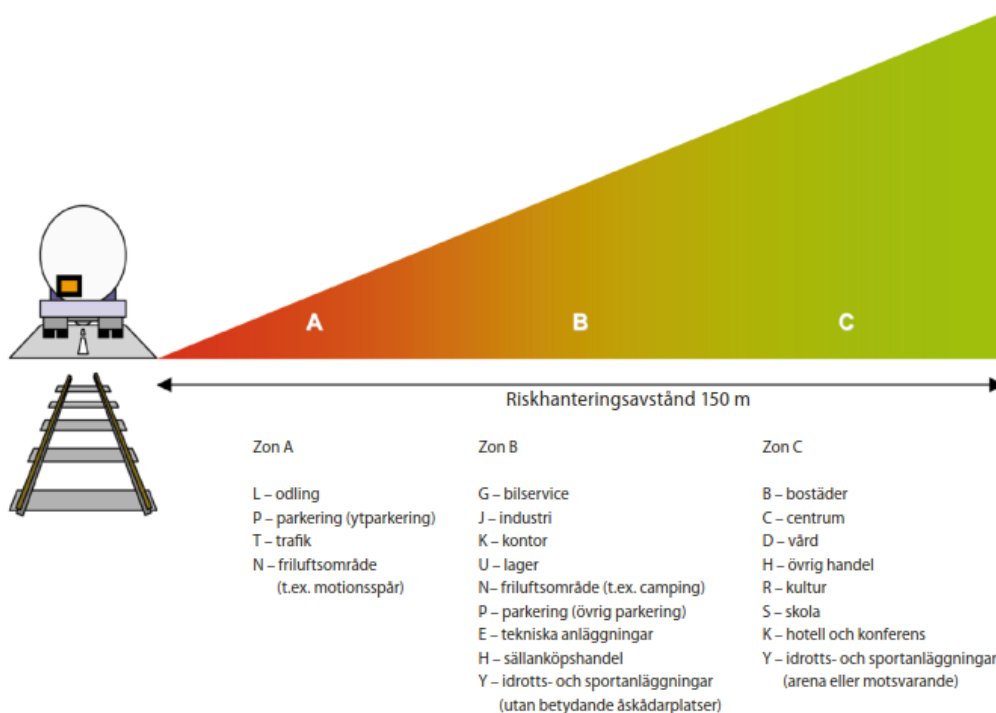 A
B
C
Riskhanteringsavstånd 150 m
Zon A
L – odling
P – parkering (ytparkering)
T – trafik
N – friluftsområde
(t.ex. motionsspår)
Zon B
G – bilservice
J – industri
K – kontor
U – lager
N– friluftsområde (t.ex. camping)
P – parkering (övrig parkering)
E – tekniska anläggningar
H – sällanköpshandel
Y – idrotts- och sportanläggningar
(utan betydande åskådarplatser)
Zon C
B – bostäder
C – centrum
D – vård
H – övrig handel
R – kultur
S – skola
K – hotell och konferens
Y – idrotts- och sportanläggningar
(arena eller motsvarande)